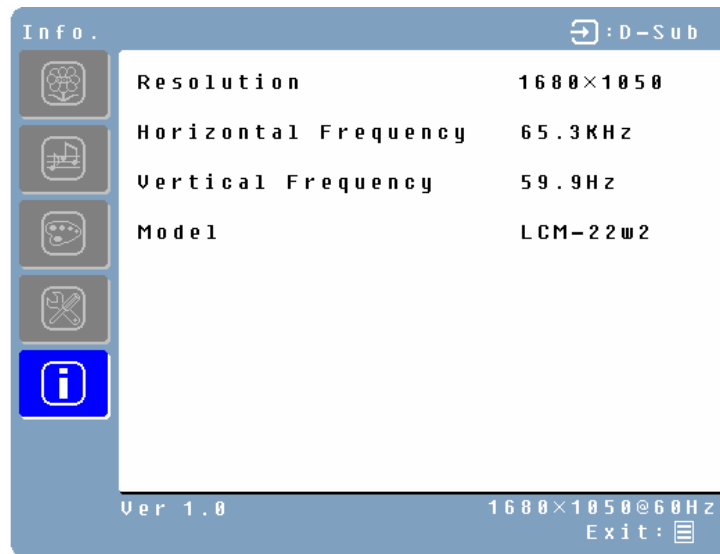 Info. :D-Sub
Resolution 1680×1050
Horizontal Frequency 65.3KHz
Vertical Frequency 59.9Hz
Model LCM-22w2
Ver 1.0 1680×1050@60Hz
Exit: